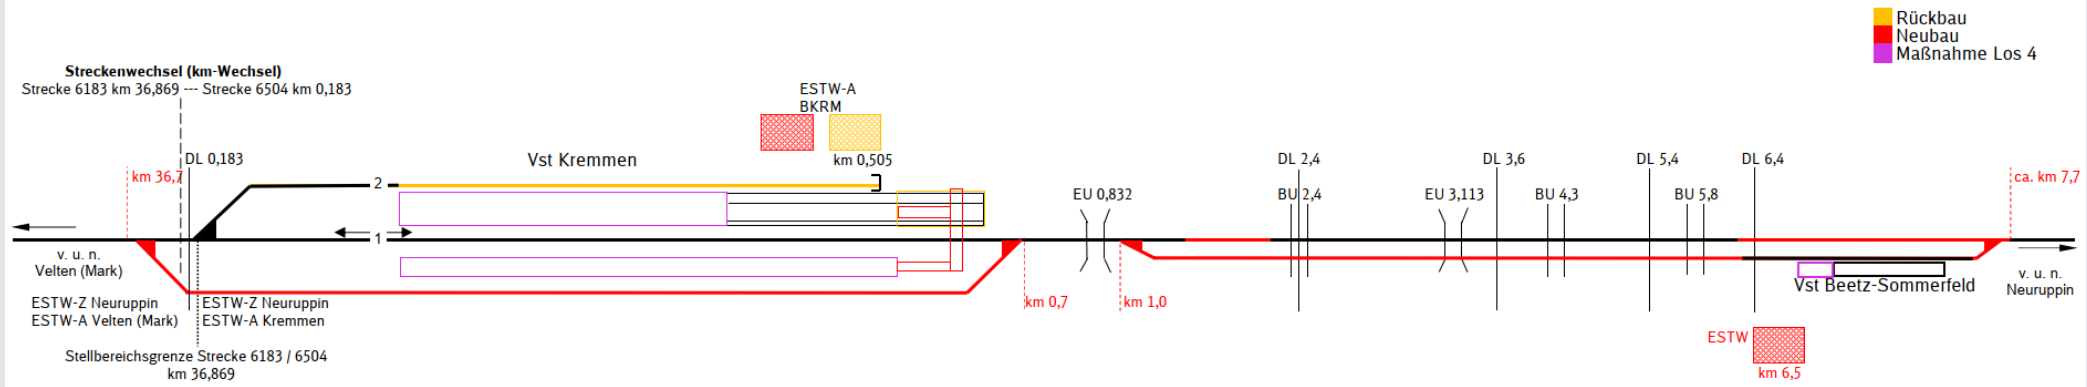 Rückbau
Neubau
Maßnahme Los 4
Streckenwechsel (km-Wechsel)
Strecke 6183 km 36,869 --- Strecke 6504 km 0,183
ESTW-A
BKRM
km 0,505
DL 0,183
Vst Kremmen
km 36,7
2
1
EU 0,832
DL 2,4
BU 2,4
EU 3,113
DL 3,6
BU 4,3
DL 5,4
BU 5,8
DL 6,4
ca. km 7,7
v. u. n.
Velten (Mark)
ESTW-Z Neuruppin
ESTW-A Velten (Mark)
ESTW-Z Neuruppin
ESTW-A Kremmen
km 0,7
km 1,0
Vst Beetz-Sommerfeld
v. u. n.
Neuruppin
ESTW
km 6,5
Stellbereichsgrenze Strecke 6183 / 6504
km 36,869